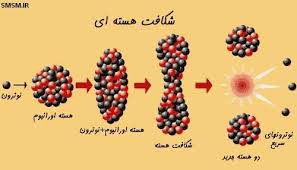 SMSM.IR
شکافت هسته ای
نوترون
هسته اورانیوم
هسته اورانیوم+نوترون
شکافت هسته
نوترونهای
سریع
دو هسته جدید